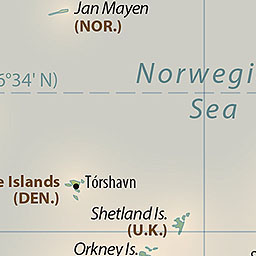 Jan Mayen
(NOR.)
6°34' N)
Norwegi
Sea
e Islands
(DEN.)
Tórshavn
Shetland Is.
(U.K.)
Orkney Is.